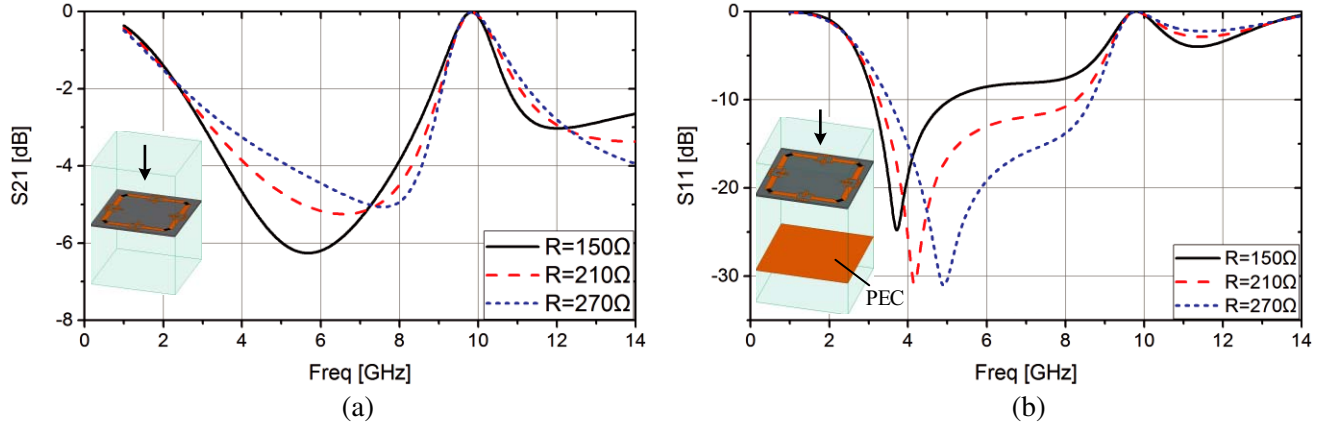 0
-2
-4
-6
-8
S21 [dB]
R=150Ω
R=210Ω
R=270Ω
0 2 4 6 8 10 12 14
Freq [GHz]
(a)
0
-10
-20
-30
S11 [dB]
PEC
R=150Ω
R=210Ω
R=270Ω
0 2 4 6 8 10 12 14
Freq [GHz]
(b)